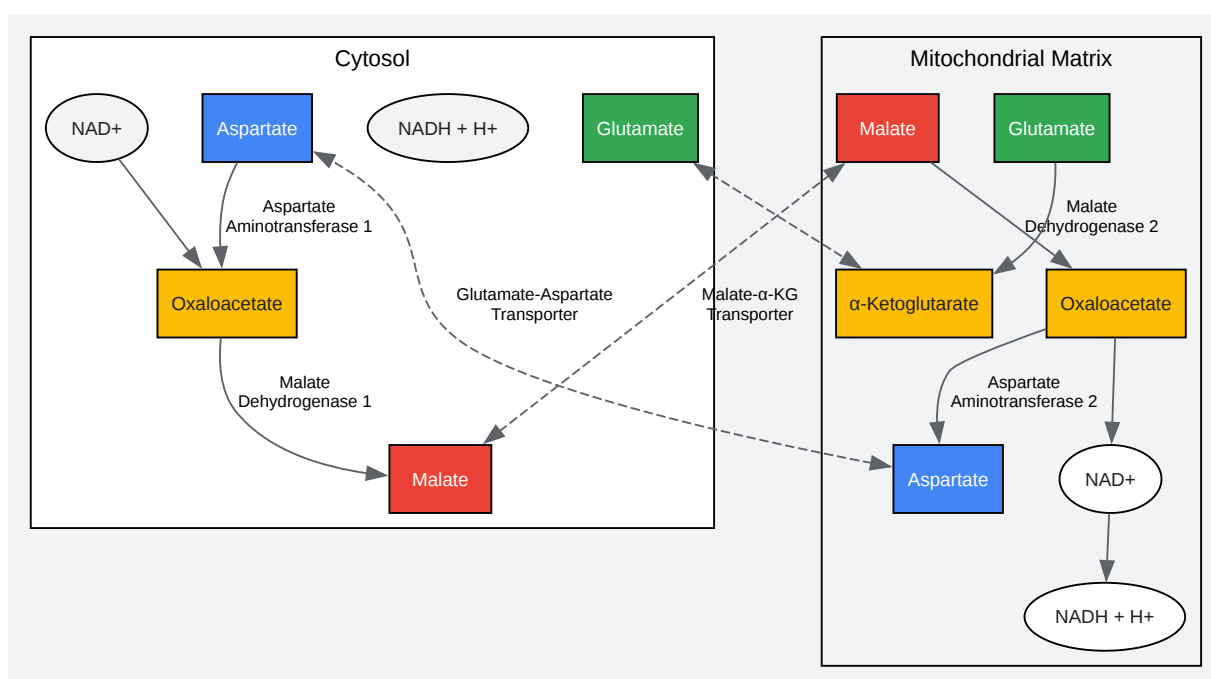 Cytosol
NAD+
Aspartate
NADH + H+
Glutamate
Aspartate
Aminotransferase 1
Oxaloacetate
Glutamate-Aspartate
Transporter
Malate-α-KG
Transporter
Malate
Dehydrogenase 1
Malate
Mitochondrial Matrix
Malate
Glutamate
Malate
Dehydrogenase 2
α-Ketoglutarate
Oxaloacetate
Aspartate
Aminotransferase 2
Aspartate
NAD+
NADH + H+